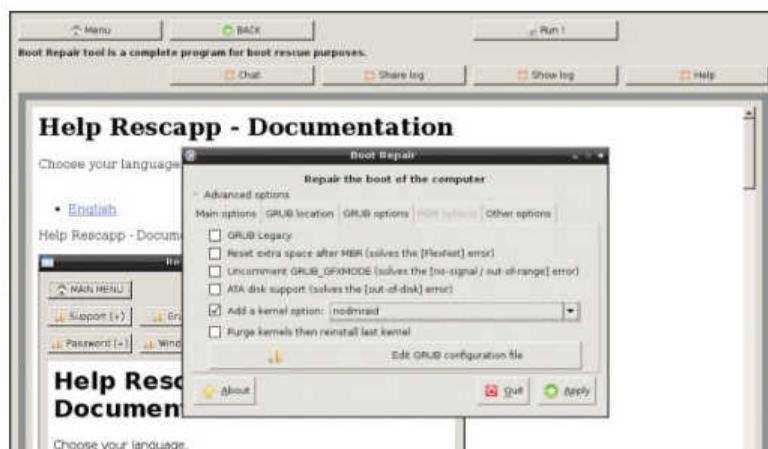 Menu BACK Run !
Boot Repair tool is a complete program for boot rescue purposes.
Chat Share log Show log Help
Help Rescapp - Documentation
Choose your language
English
Help Rescapp - Docum
MAIN MENU
Support (+)
Password (+)
Help Resc
Documen
Choose your language.
Boot Repair
Repair the boot of the computer
Advanced options
Main options GRUB location GRUB options MBR options Other options
GRUB Legacy
Reset extra space after MBR (solves the [FlexNet] error)
Uncomment GRUB_GFXMODE (solves the [no-signal / out-of-range] error)
ATA disk support (solves the [out-of-disk] error)
Add a kernel option: nodmraid
Purge kernels then reinstall last kernel
Edit GRUB configuration file
About Quit Apply